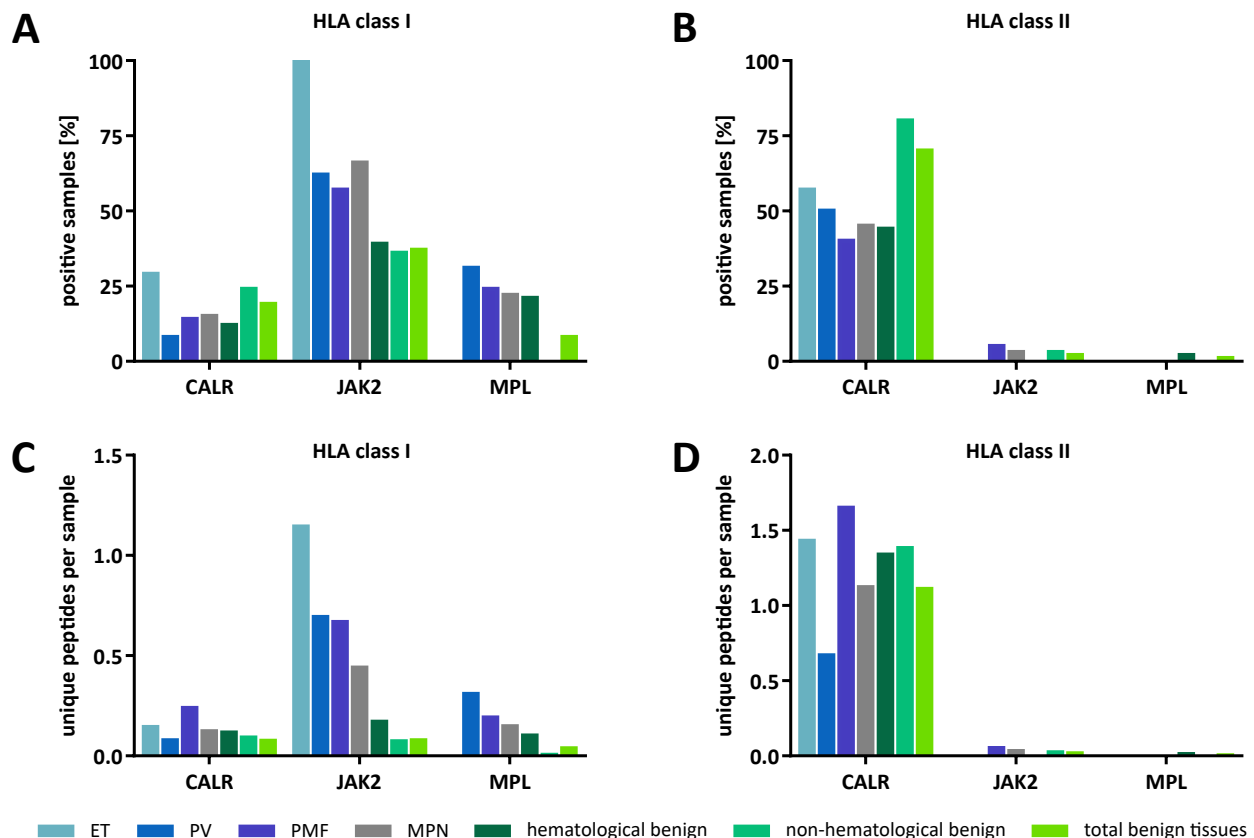 A
HLA class I
positive samples [%]
100
75
50
25
0
CALR
JAK2
MPL
B
HLA class II
positive samples [%]
100
75
50
25
0
CALR
JAK2
MPL
C
HLA class I
unique peptides per sample
1.5
1.0
0.5
0.0
CALR
JAK2
MPL
D
HLA class II
unique peptides per sample
2.0
1.5
1.0
0.5
0.0
CALR
JAK2
MPL
ET PV PMF MPN hematological benign non-hematological benign total benign tissues